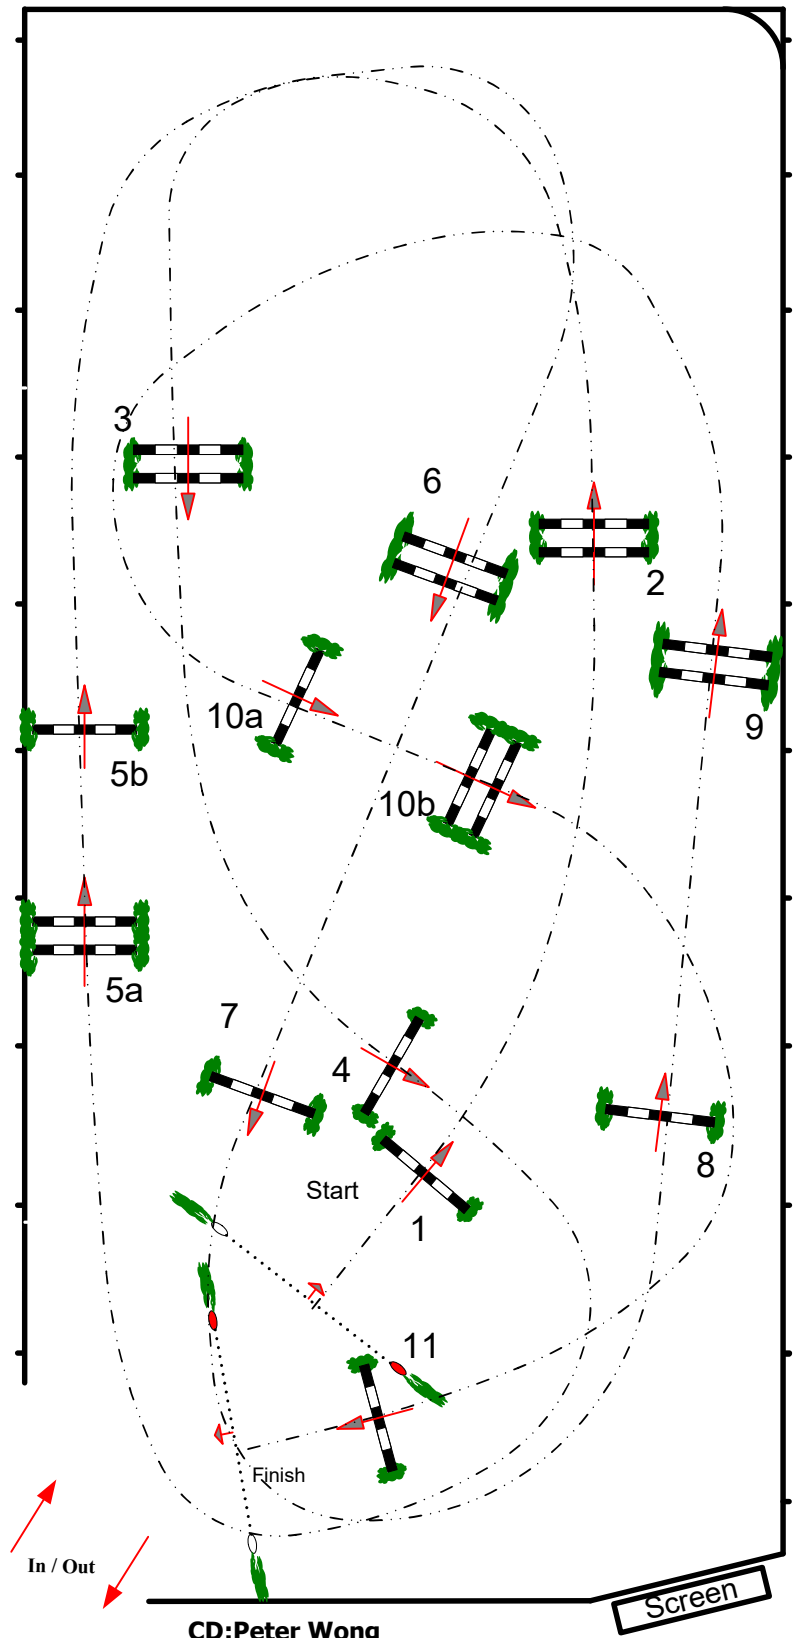 3
6
2
10a
9
5b
10b
5a
7
4
8
Start
1
11
Finish
In / Out
Screen
CD:Peter Wong